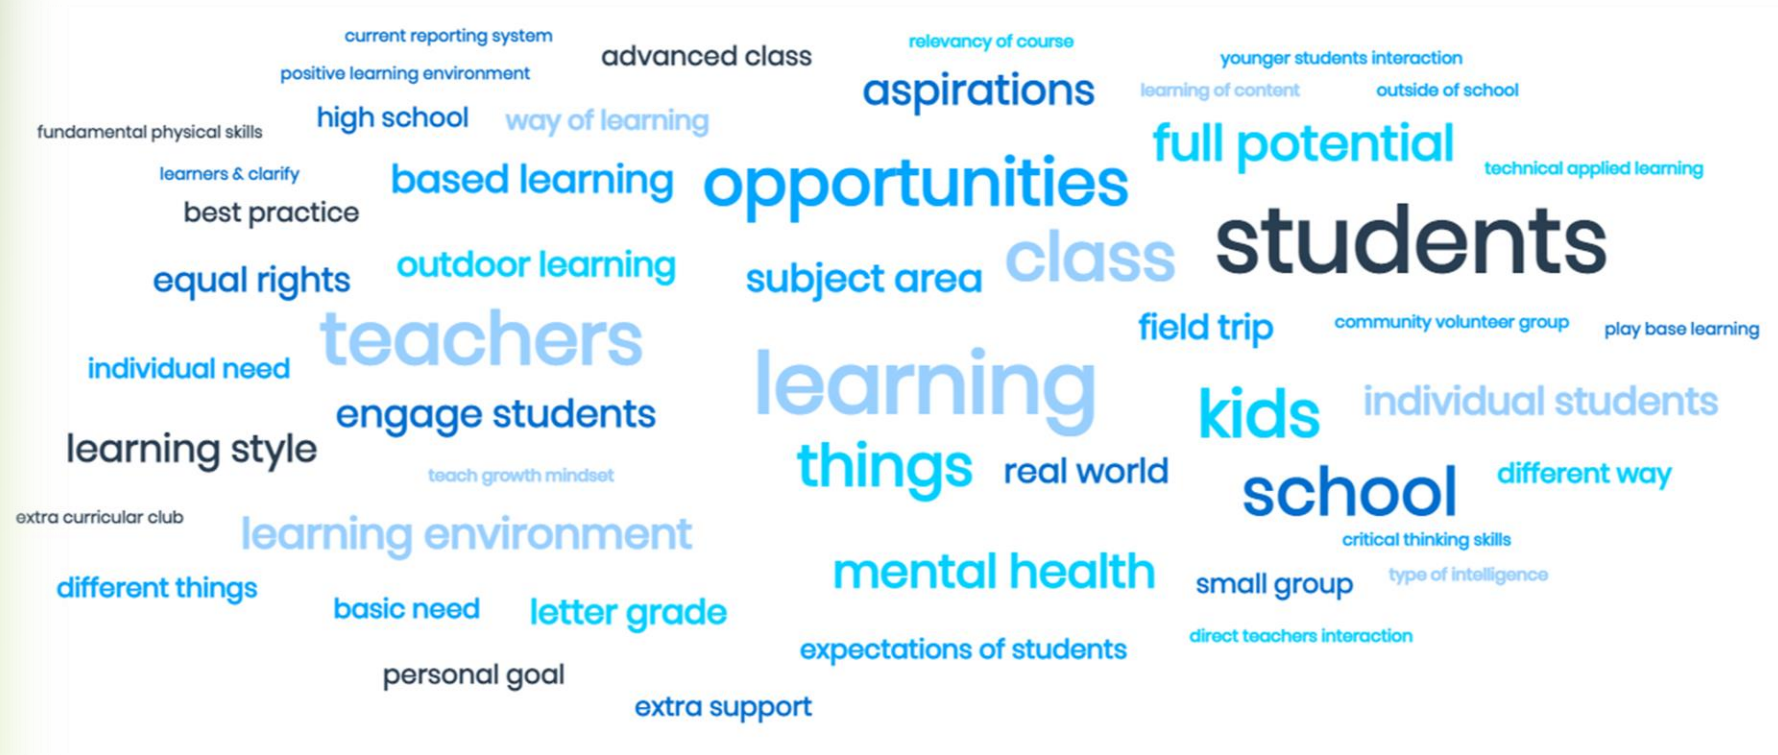 current reporting system
relevancy of course
advanced class
younger students interaction
positive learning environment
aspirations
learning of content
outside of school
high school
way of learning
fundamental physical skills
full potential
learners & clarify
based learning
opportunities
technical applied learning
best practice
students
class
equal rights
outdoor learning
subject area
teachers
field trip
community volunteer group
play base learning
individual need
learning
engage students
kids
individual students
learning style
things
real world
different way
teach growth mindset
school
extra curricular club
learning environment
critical thinking skills
mental health
small group
type of intelligence
different things
basic need
letter grade
direct teachers interaction
expectations of students
personal goal
extra support